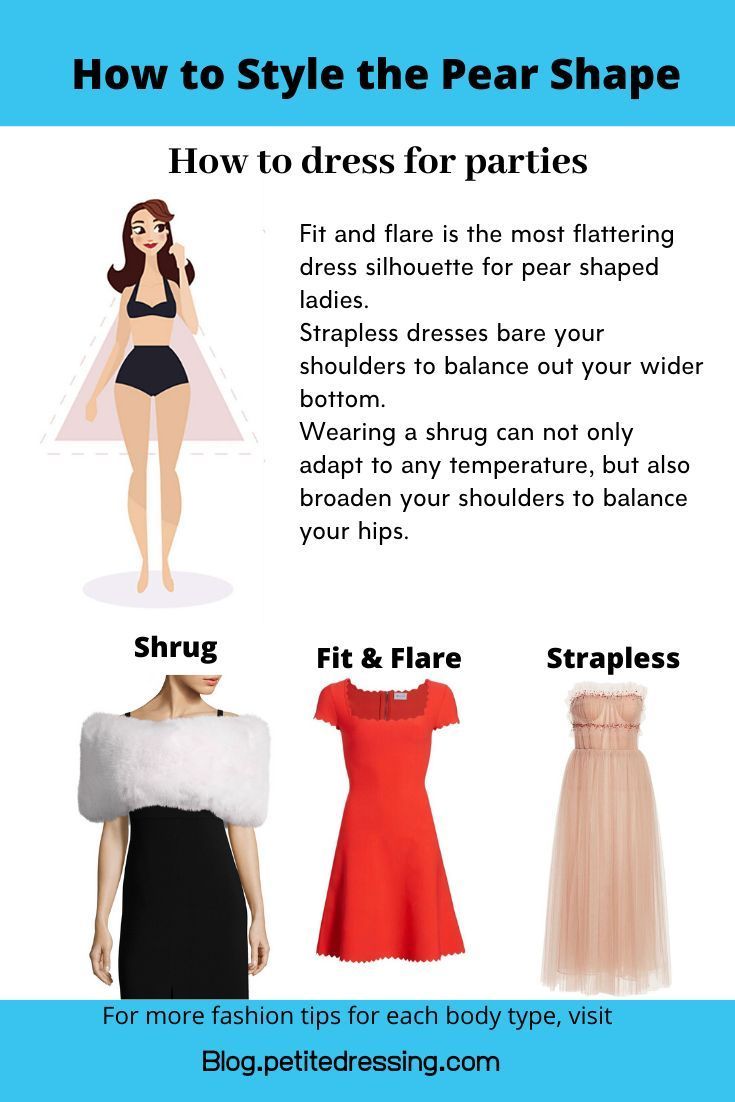 How to Style the Pear Shape
How to dress for parties
Fit and flare is the most flattering
dress silhouette for pear shaped
ladies.
Strapless dresses bare your
shoulders to balance out your wider
bottom.
Wearing a shrug can not only
adapt to any temperature, but also
broaden your shoulders to balance
your hips.
Shrug
Fit & Flare
Strapless
For more fashion tips for each body type, visit
Blog.petitedressing.com